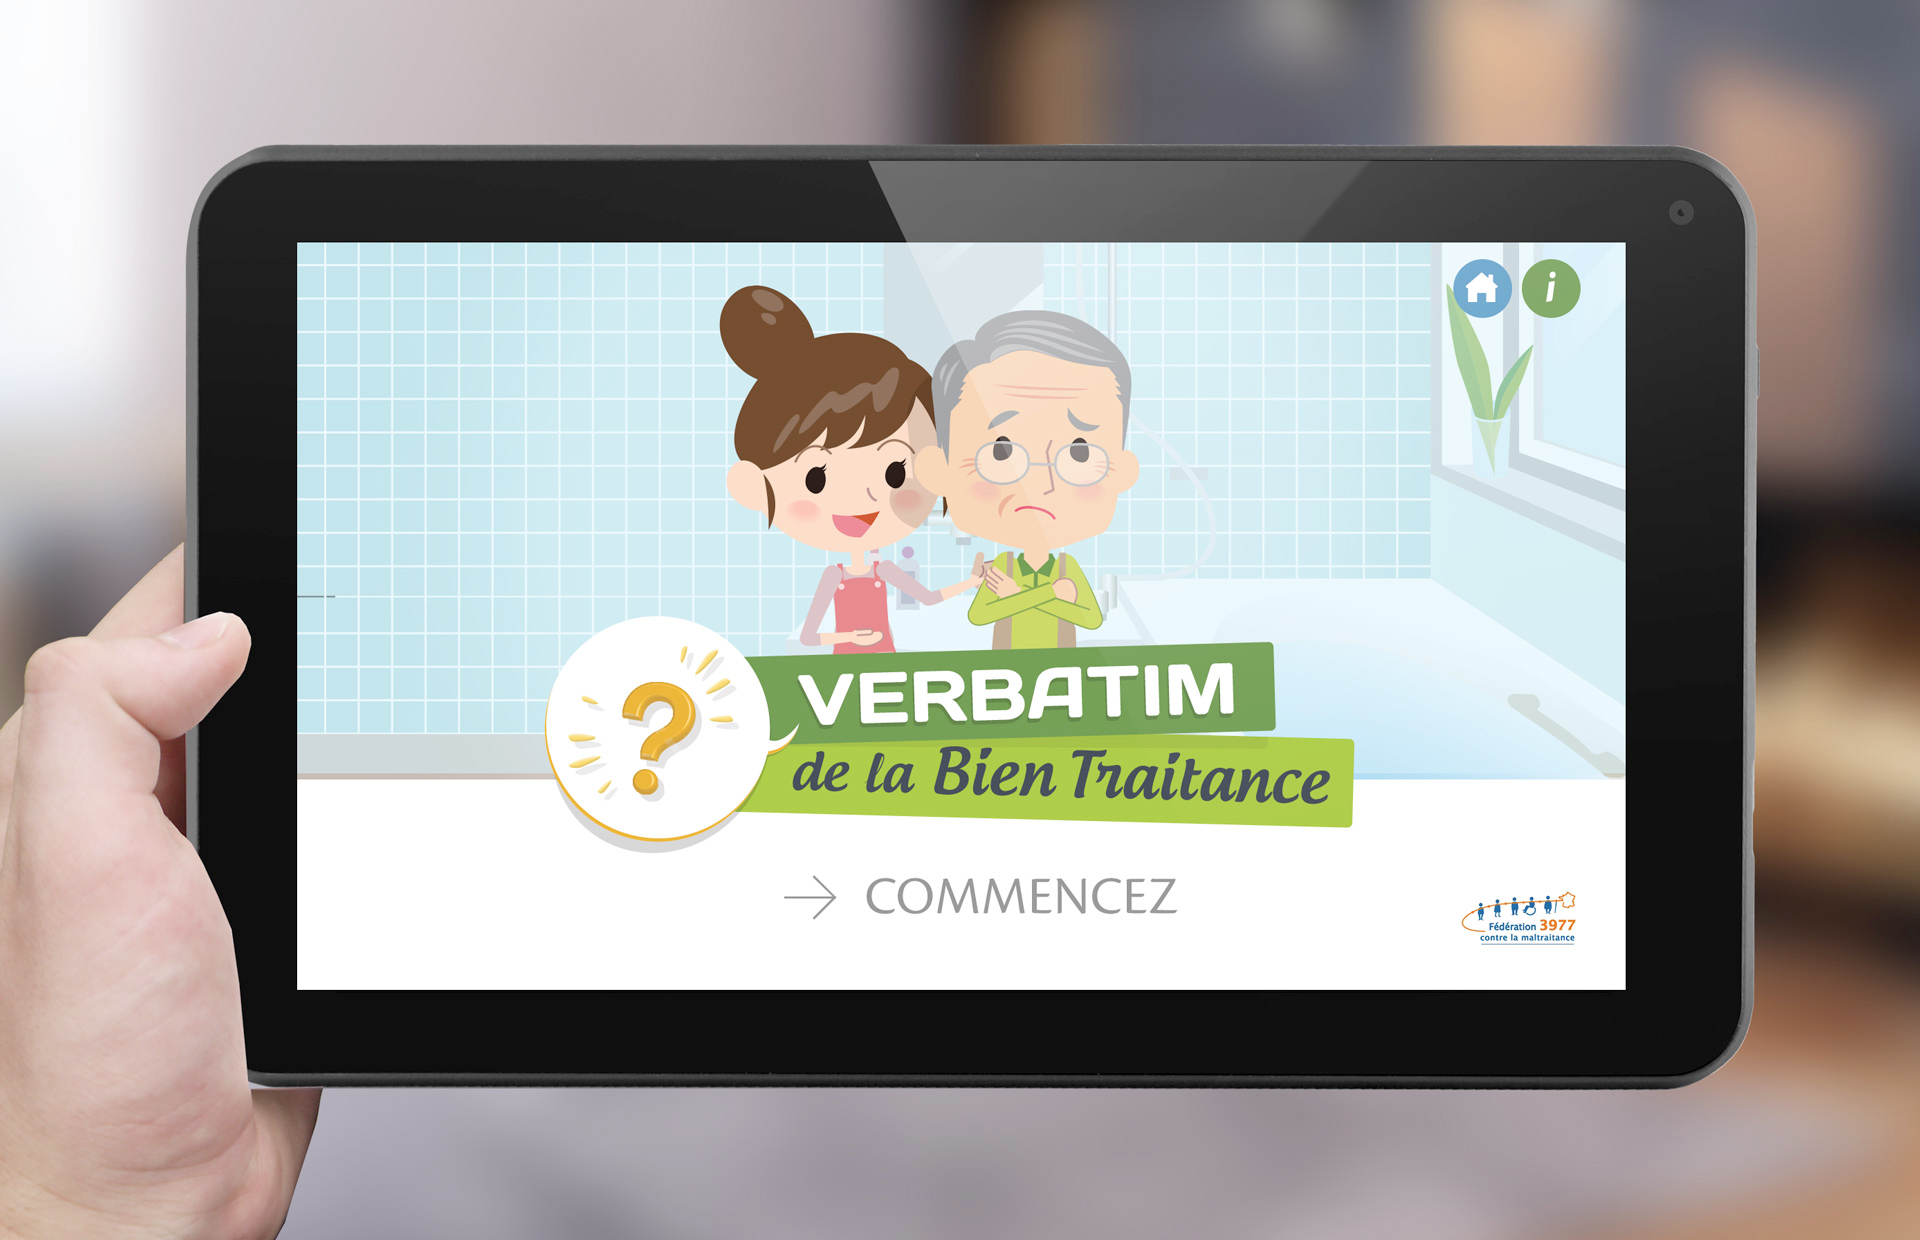 i
?
VERBATIM
de la Bien Traitance
→ COMMENCEZ
Fédération 3977
contre la maltraitance